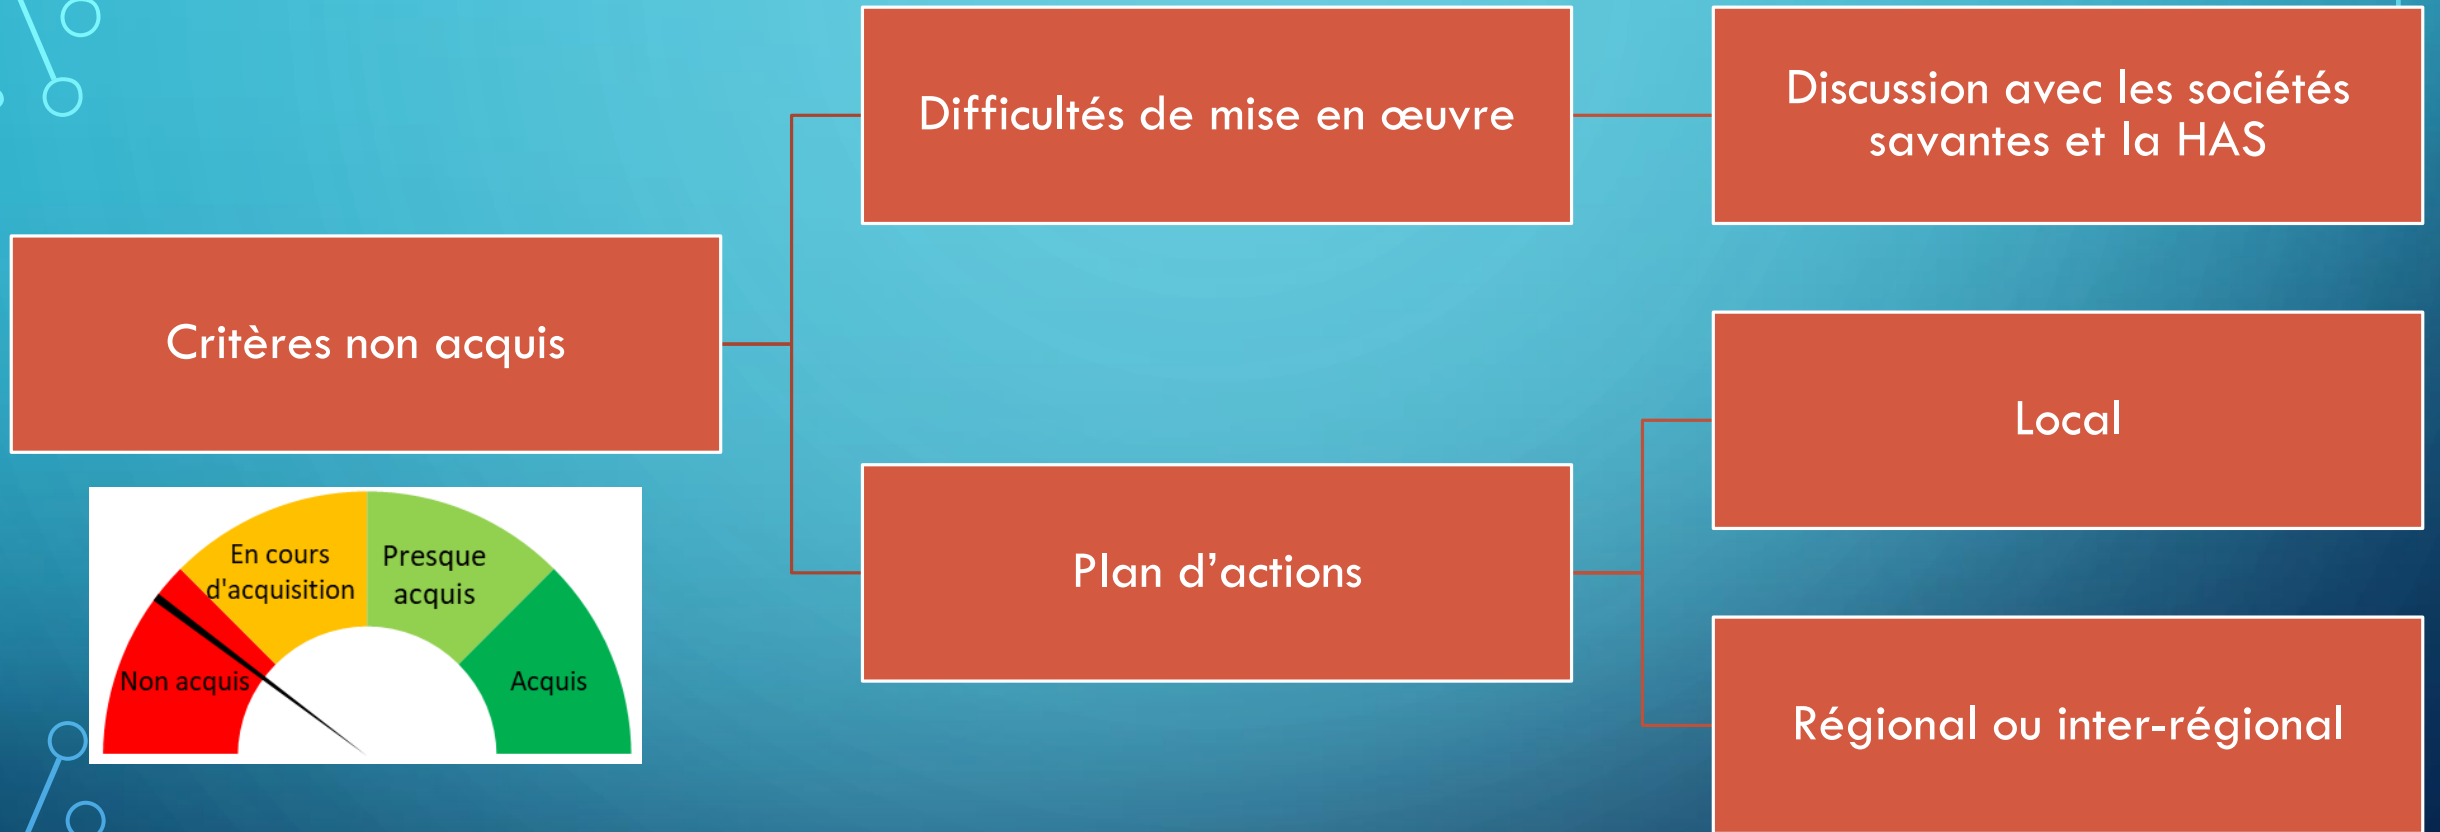 Critères non acquis
Difficultés de mise en œuvre
Discussion avec les sociétés
savantes et la HAS
Plan d’actions
Local
Régional ou inter-régional
Non acquis
En cours
d'acquisition
Presque
acquis
Acquis